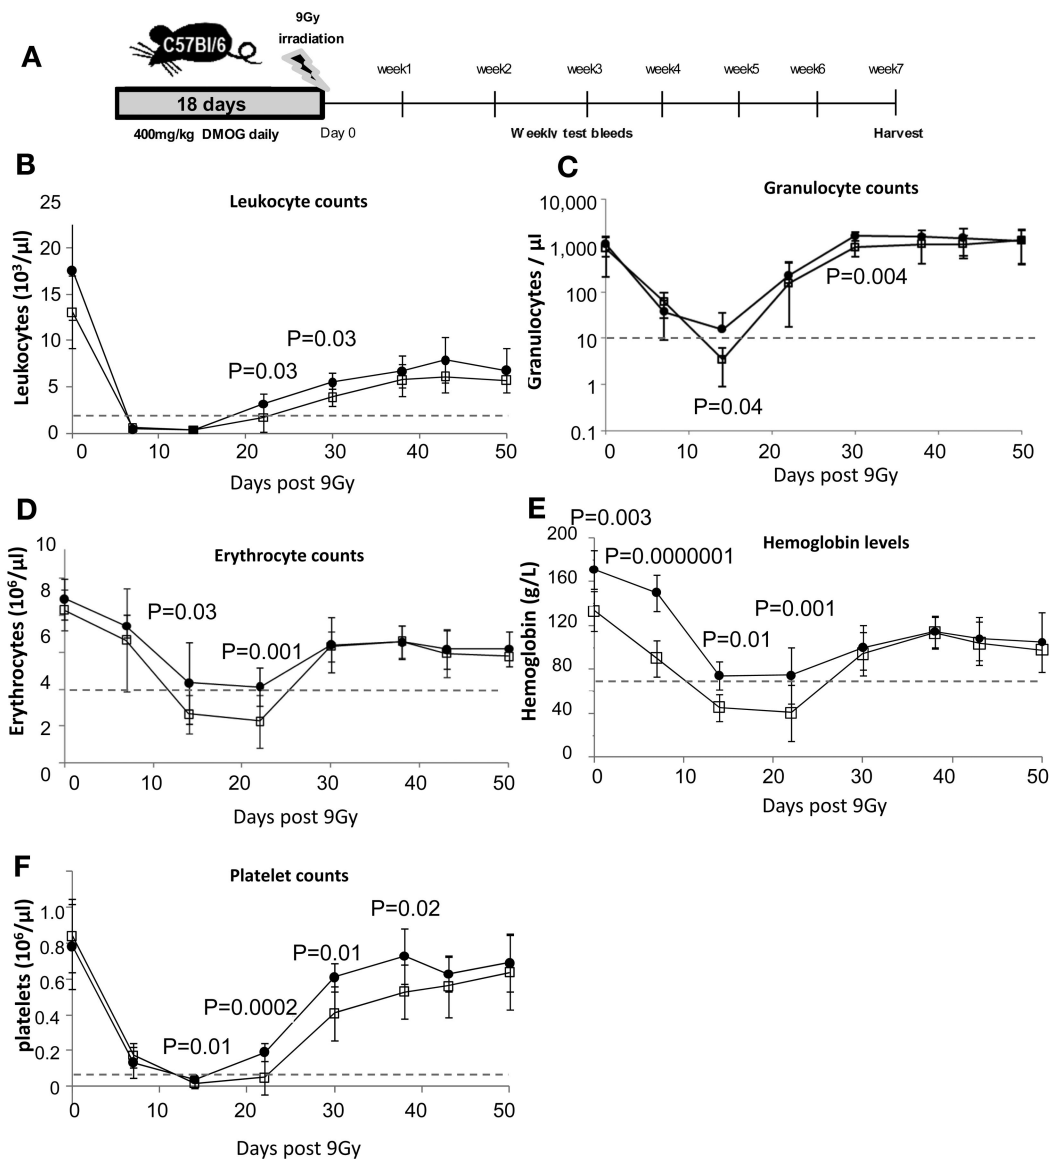 A
C57Bl/6
9Gy
irradiation
week1 week2 week3 week4 week5 week6 week7
18 days
400mg/kg DMOG daily Day 0 Weekly test bleeds Harvest
B
Leukocyte counts
Leukocytes (10³/µl)
25
20
15
10
5
0
P=0.03
P=0.03
0 10 20 30 40 50
Days post 9Gy
C
Granulocyte counts
Granulocytes / µl
10,000
1,000
100
10
1
0.1
P=0.004
P=0.04
0 10 20 30 40 50
Days post 9Gy
D
Erythrocyte counts
Erythrocytes (10⁶/µl)
10
8
6
4
2
0
P=0.03
P=0.001
0 10 20 30 40 50
Days post 9Gy
E
Hemoglobin levels
Hemoglobin (g/L)
200
160
120
80
40
0
P=0.003
P=0.0000001
P=0.001
P=0.01
0 10 20 30 40 50
Days post 9Gy
F
Platelet counts
platelets (10⁶/µl)
1.0
0.8
0.6
0.4
0.2
0
P=0.02
P=0.01
P=0.0002
P=0.01
0 10 20 30 40 50
Days post 9Gy